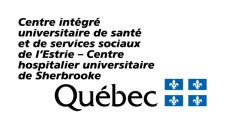 Centre intégré
universitaire de santé
et de services sociaux
de l'Estrie – Centre
hospitalier universitaire
de Sherbrooke
Québec